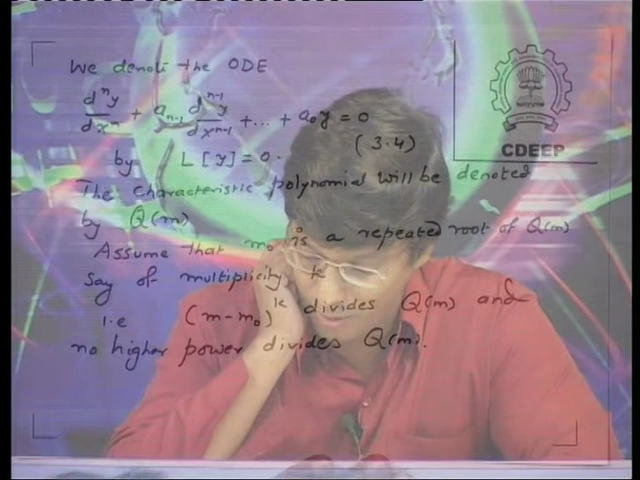 We denote the ODE
dⁿy/dxⁿ + aₙ₋₁ dⁿ⁻¹y/dxⁿ⁻¹ + ... + a₀y = 0
(3.4)
by L[y] = 0.
The characteristic polynomial will be denoted
by Q(m)
Assume that m₀ is a repeated root of Q(m)
say of multiplicity k
i.e (m-m₀)ᵏ divides Q(m) and
no higher power divides Q(m).
CDEEP